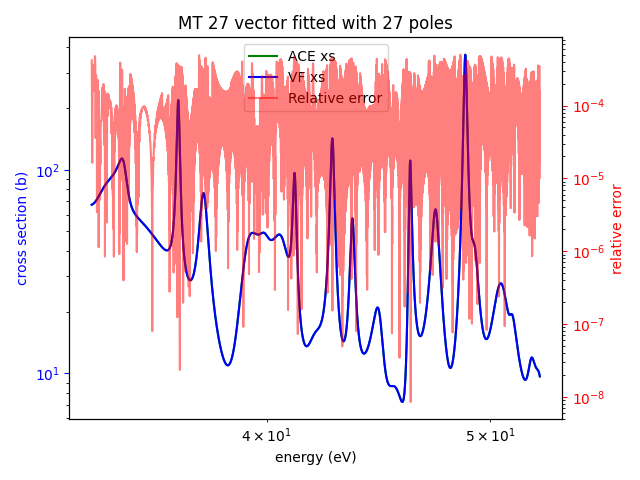 MT 27 vector fitted with 27 poles
ACE xs
VF xs
Relative error
cross section (b)
10²
10¹
relative error
10⁻⁴
10⁻⁵
10⁻⁶
10⁻⁷
10⁻⁸
4 × 10¹
5 × 10¹
energy (eV)